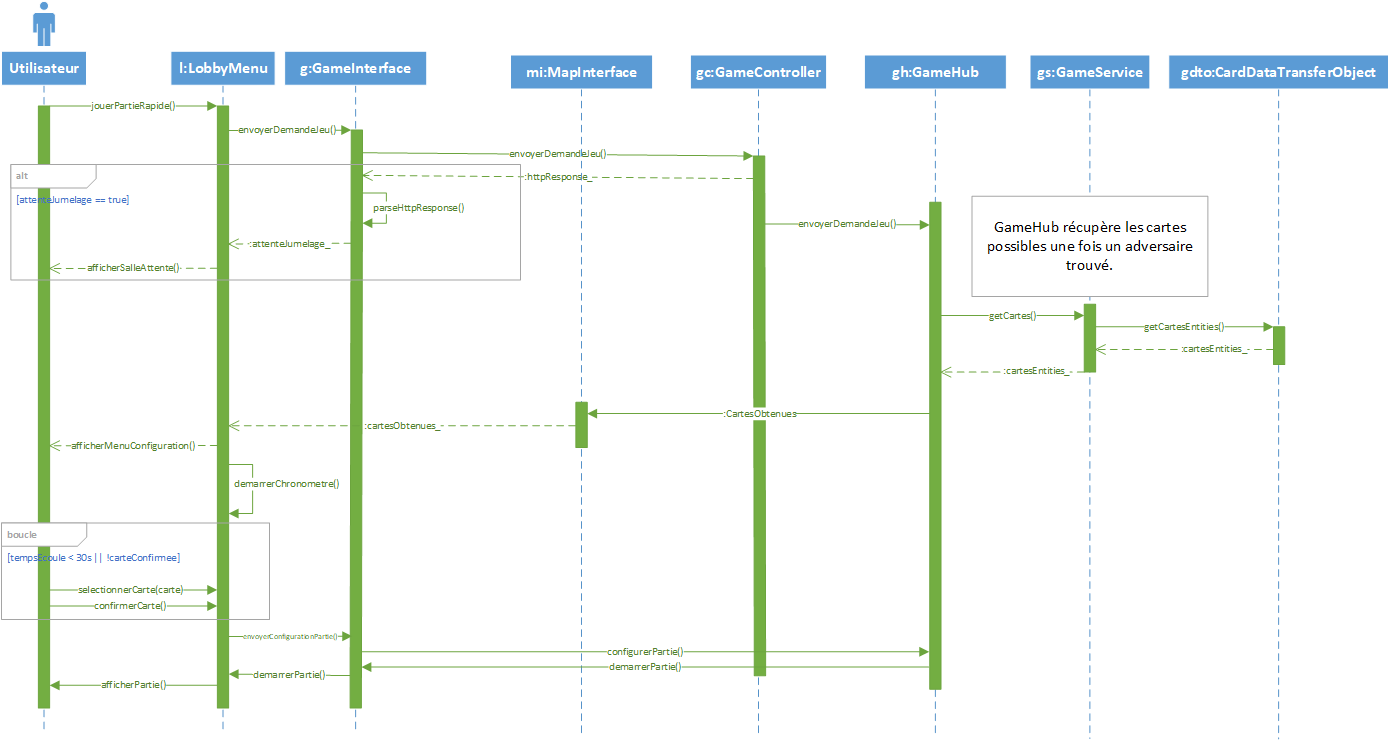 Utilisateur
l:LobbyMenu
g:GameInterface
mi:MapInterface
gc:GameController
gh:GameHub
gs:GameService
gdto:CardDataTransferObject
jouerPartieRapide()
envoyerDemandeJeu()
envoyerDemandeJeu()
alt
:httpResponse_
[attenteJumelage == true]
parseHttpResponse()
envoyerDemandeJeu()
GameHub récupère les cartes
possibles une fois un adversaire
trouvé.
:attenteJumelage_
afficherSalleAttente()
getCartes()
getCartesEntities()
:cartesEntities_
:cartesEntities_
:CartesObtenues
:cartesObtenues_
afficherMenuConfiguration()
demarrerChronometre()
boucle
[tempsEcoule < 30s || !carteConfirmee]
selectionnerCarte(carte)
confirmerCarte()
envoyerConfigurationPartie()
configurerPartie()
demarrerPartie()
demarrerPartie()
afficherPartie()